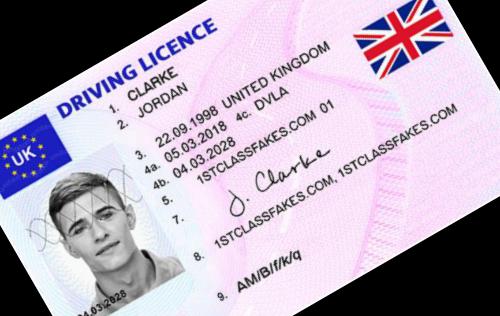 DRIVING LICENCE
1. CLARKE
2. JORDAN
3. 22.09.1998 UNITED KINGDOM
4a. 05.03.2018 4c. DVLA
4b. 04.03.2028
5. 1STCLASSFAKES.COM 01
7. J. Clarke
8. 1STCLASSFAKES.COM, 1STCLASSFAKES.COM
9. AM/B/f/k/q
UK
04.03.2028